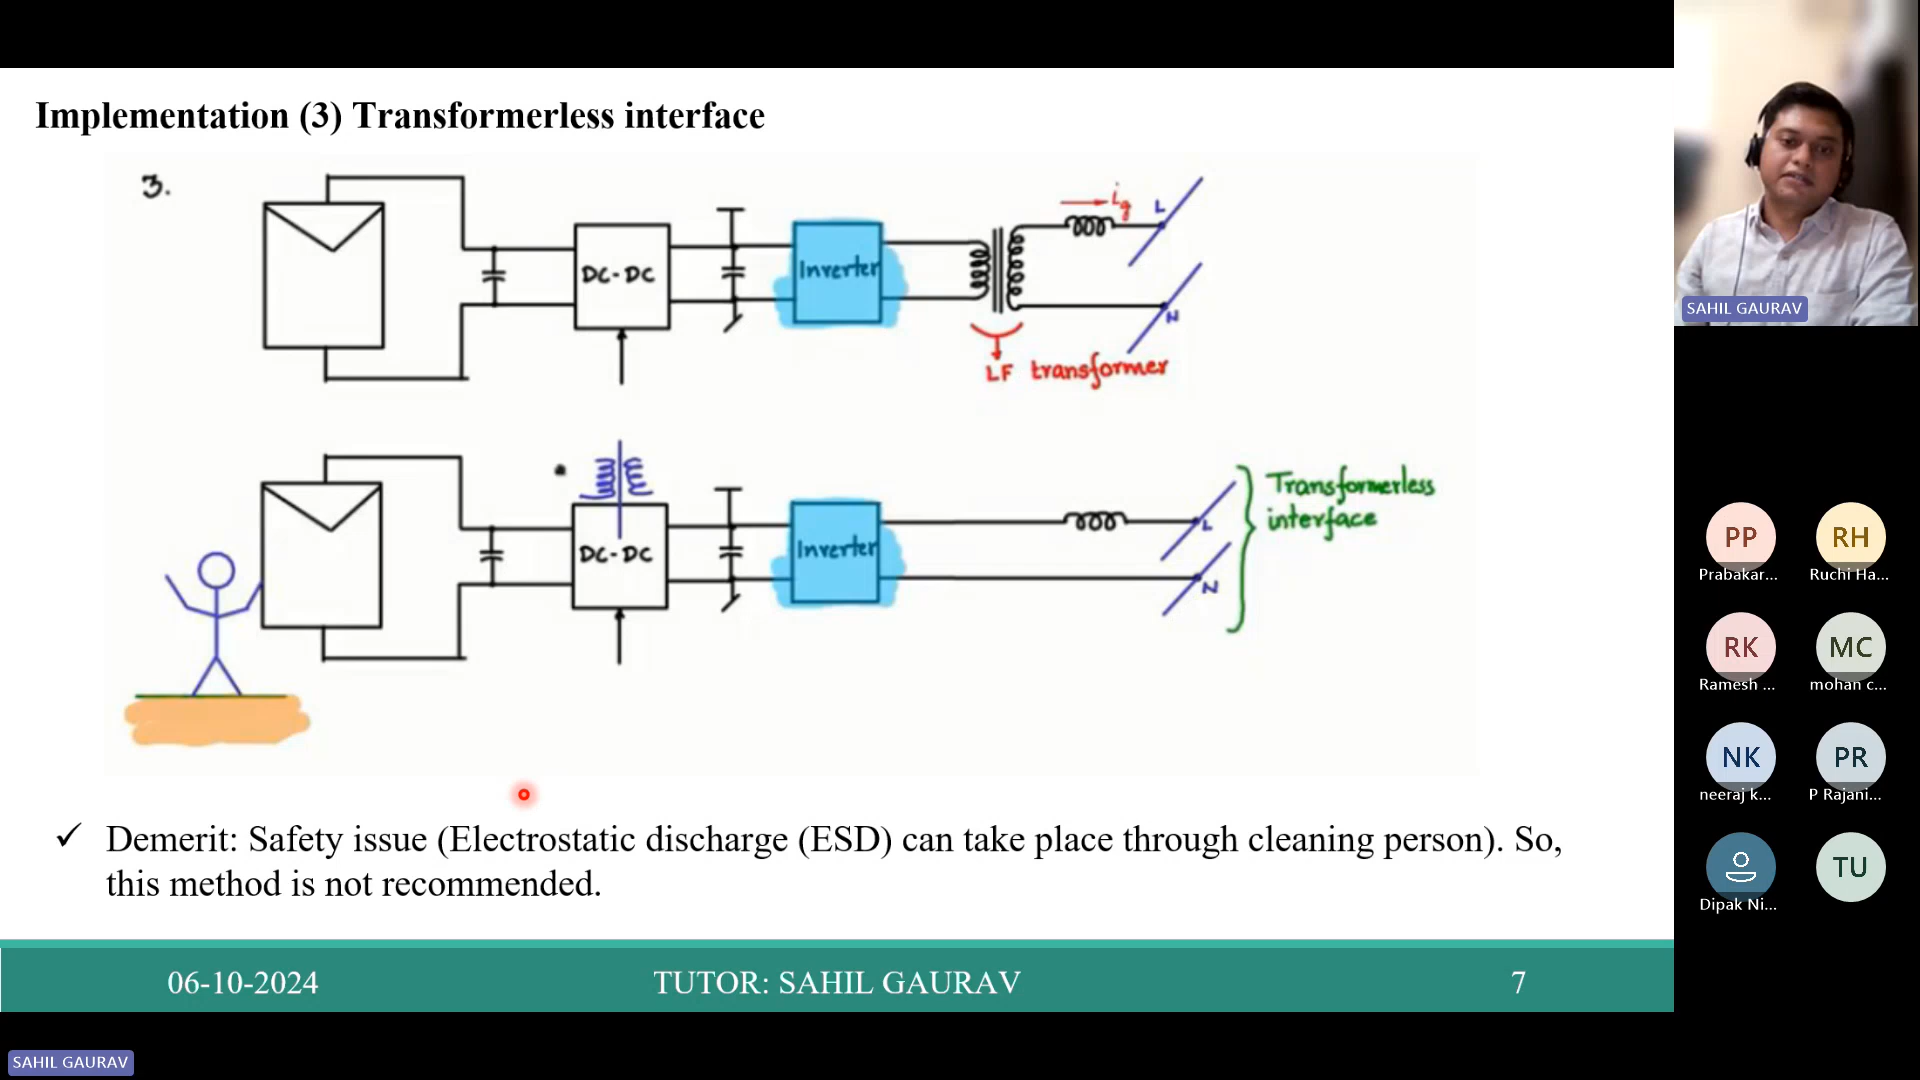 Implementation (3) Transformerless interface
3.
DC-DC
Inverter
ig
L
N
LF transformer
DC-DC
Inverter
L
N
Transformerless
interface
✓ Demerit: Safety issue (Electrostatic discharge (ESD) can take place through cleaning person). So,
this method is not recommended.
06-10-2024 TUTOR: SAHIL GAURAV 7
SAHIL GAURAV
SAHIL GAURAV
PP RH
Prabakar... Ruchi Ha...
RK MC
Ramesh ... mohan c...
NK PR
neeraj k... P Rajani...
TU
Dipak Ni...